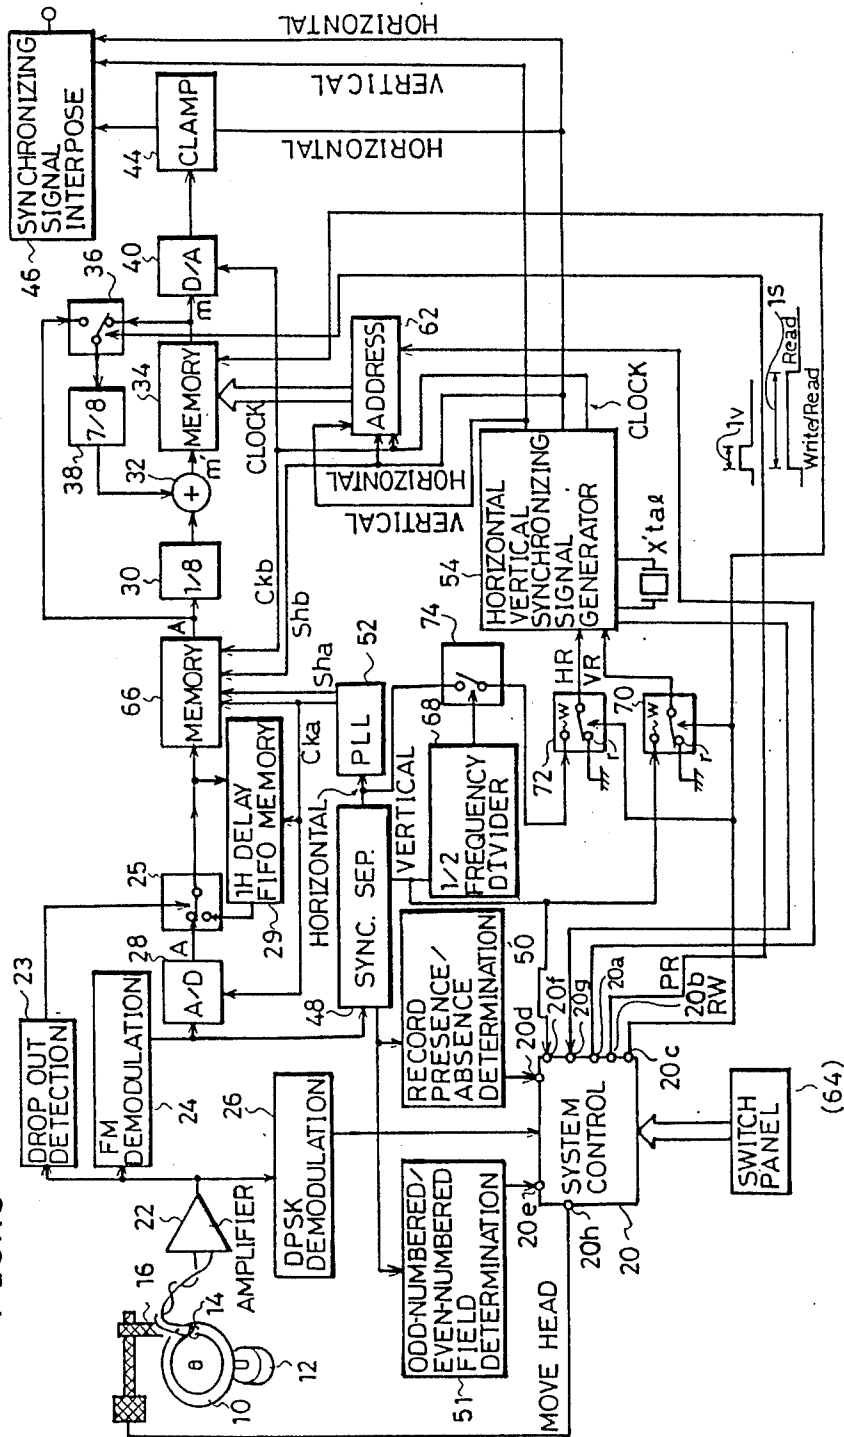 SYNCHRONIZING
SIGNAL
INTERPOSE
46
HORIZONTAL
VERTICAL
44
CLAMP
HORIZONTAL
40
D/A
36
m
34
MEMORY
7/8
38
32
+
m'
30
1/8
A
62
ADDRESS
CLOCK
HORIZONTAL
VERTICAL
Ckb
Shb
Sha
Cka
66
MEMORY
52
PLL
25
1H DELAY
FIFO MEMORY
29
A
28
A/D
23
DROP OUT
DETECTION
FM
DEMODULATION
24
22
AMPLIFIER
16
14
10
12
26
DPSK
DEMODULATION
HORIZONTAL
VERTICAL
SYNC. SEP.
48
68
1/2
FREQUENCY
DIVIDER
74
54
HORIZONTAL
VERTICAL
SYNCHRONIZING
SIGNAL
GENERATOR
CLOCK
X'tal
HR
VR
72
W
r
70
W
r
1V
1S
Write/Read
Read
50
RECORD
PRESENCE/
ABSENCE
DETERMINATION
ODD-NUMBERED/
EVEN-NUMBERED
FIELD
DETERMINATION
51
20d
20f
20g
20a
PR
20b
RW
20c
20e
20h
SYSTEM
CONTROL
20
MOVE HEAD
SWITCH
PANEL
(64)